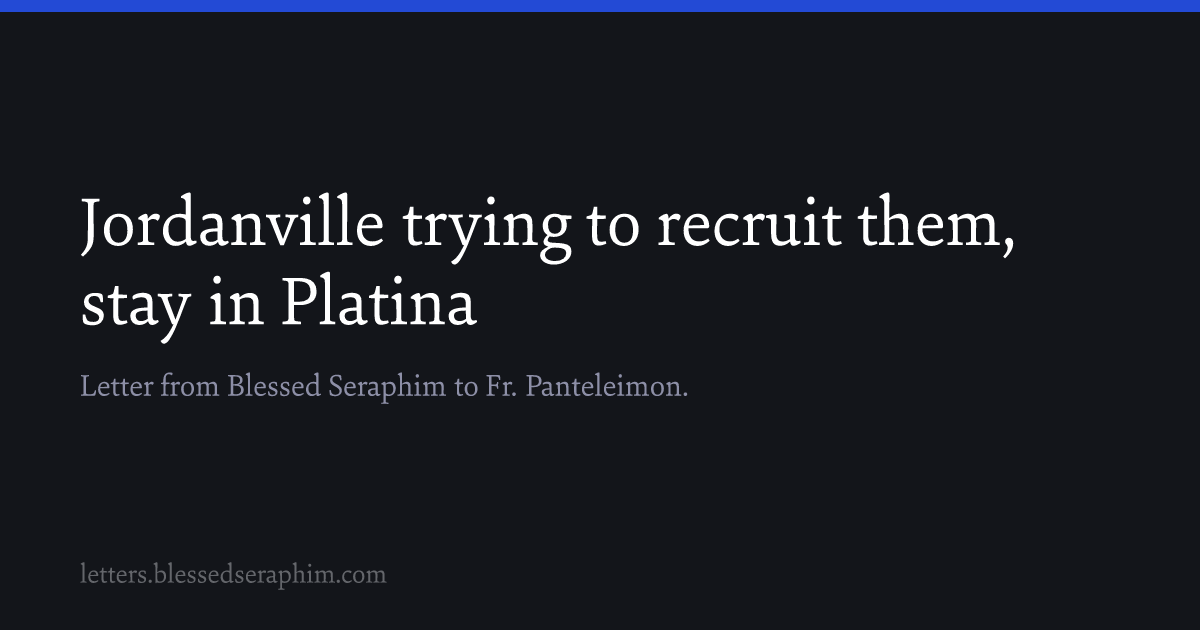 Jordanville trying to recruit them,
stay in Platina
Letter from Blessed Seraphim to Fr. Panteleimon.
letters.blessedseraphim.com